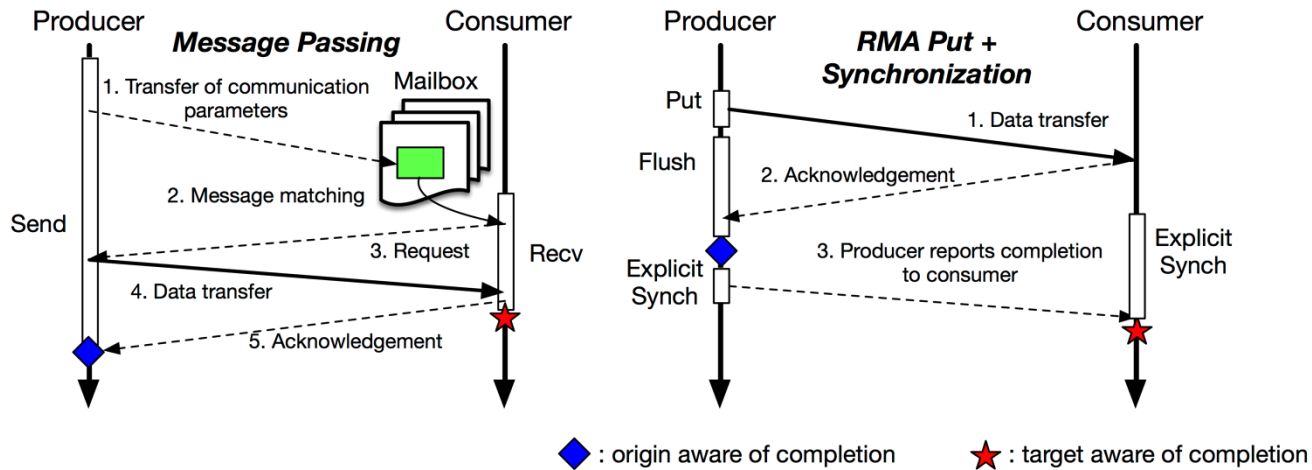 Producer
Consumer
Message Passing
1. Transfer of communication
parameters
Mailbox
2. Message matching
Send
3. Request
Recv
4. Data transfer
5. Acknowledgement
Producer
Consumer
RMA Put +
Synchronization
Put
1. Data transfer
Flush
2. Acknowledgement
3. Producer reports completion
to consumer
Explicit
Synch
Explicit
Synch
: origin aware of completion
: target aware of completion